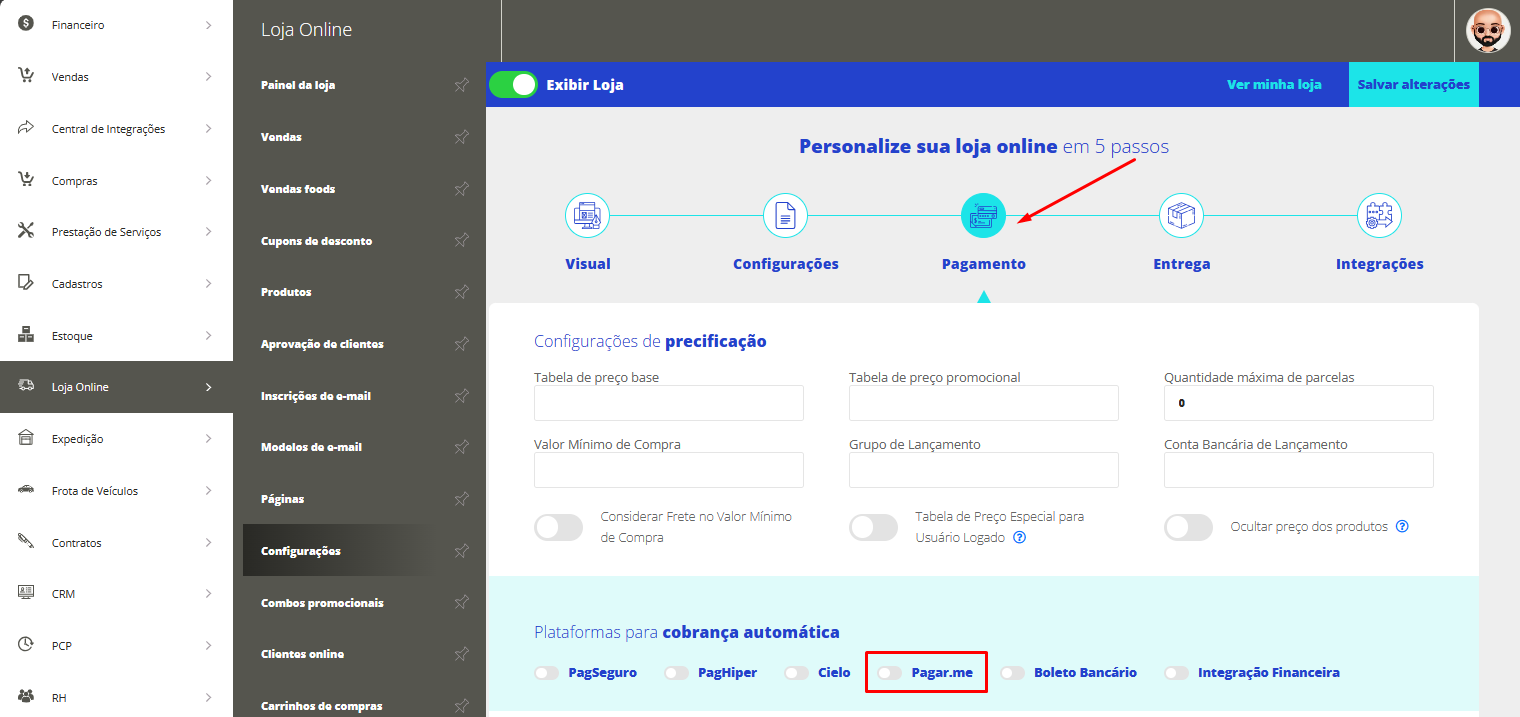 Financeiro
Vendas
Central de Integrações
Compras
Prestação de Serviços
Cadastros
Estoque
Loja Online
Expedição
Frota de Veículos
Contratos
CRM
PCP
RH
Loja Online
Painel da loja
Vendas
Vendas foods
Cupons de desconto
Produtos
Aprovação de clientes
Inscrições de e-mail
Modelos de e-mail
Páginas
Configurações
Combos promocionais
Clientes online
Carrinhos de compras
Exibir Loja
Ver minha loja
Salvar alterações
Personalize sua loja online em 5 passos
Visual
Configurações
Pagamento
Entrega
Integrações
Configurações de precificação
Tabela de preço base
Tabela de preço promocional
Quantidade máxima de parcelas
0
Valor Mínimo de Compra
Grupo de Lançamento
Conta Bancária de Lançamento
Considerar Frete no Valor Mínimo
de Compra
Tabela de Preço Especial para
Usuário Logado ?
Ocultar preço dos produtos ?
Plataformas para cobrança automática
PagSeguro
PagHiper
Cielo
Pagar.me
Boleto Bancário
Integração Financeira